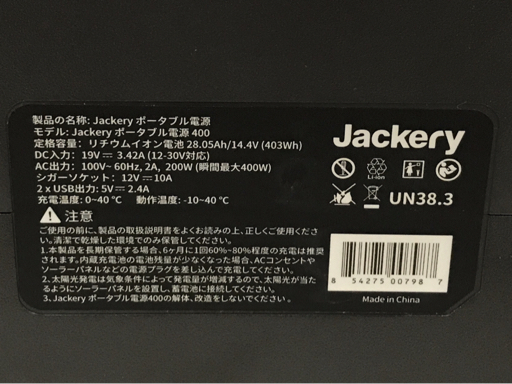 製品の名称: Jackery ポータブル電源
モデル: Jackery ポータブル電源 400
定格容量: リチウムイオン電池 28.05Ah/14.4V (403Wh)
DC入力: 19V⎓ 3.42A (12-30V対応)
AC出力: 100V~ 60Hz, 2A, 200W (瞬間最大400W)
シガーソケット: 12V⎓10A
2 x USB出力: 5V⎓ 2.4A
充電温度: 0~40 ℃ 動作温度: -10~40 ℃
Jackery
Li-ion
UN38.3
注意
ご使用の前に、製品の取扱説明書をよくお読みの上、正しくお使いください。清潔で乾燥した環境でのみ保管してください。
1.本製品を長期保管する場合、6ヶ月に1回60%~80%程度の充電は推奨されます。内蔵充電池の電池残量が少なくなった場合、ACコンセントやソーラーパネルなどの電源プラグを差し込んで充電してください。
2.太陽光発電は気象条件によって発電量が増減するので、太陽光が当たるようにソーラーパネルを設置し、蓄電池に接続してください。
3. Jackery ポータブル電源400の解体、改造をしないでください。
8 54275 00798 7
Made in China